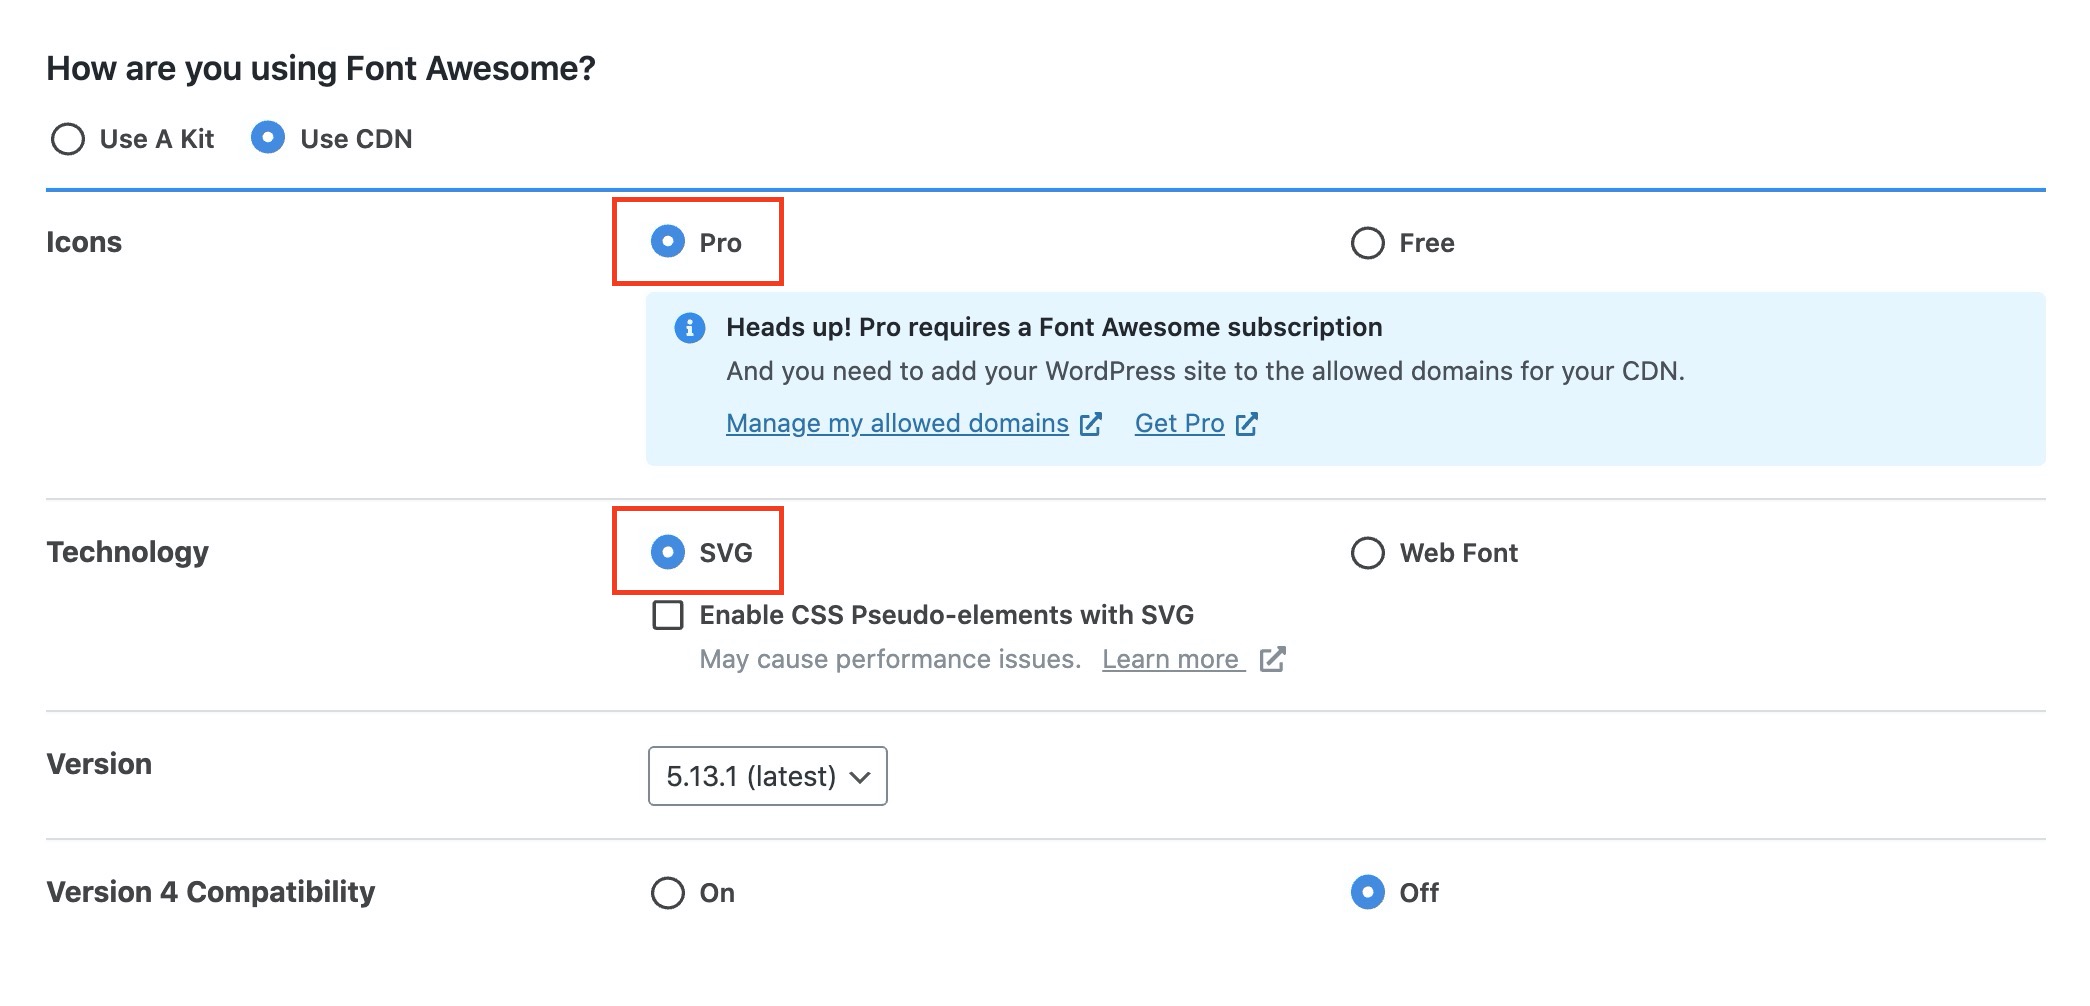 How are you using Font Awesome?
Use A Kit Use CDN
Icons Pro Free
Heads up! Pro requires a Font Awesome subscription
And you need to add your WordPress site to the allowed domains for your CDN.
Manage my allowed domains Get Pro
Technology SVG Web Font
Enable CSS Pseudo-elements with SVG
May cause performance issues. Learn more
Version 5.13.1 (latest)
Version 4 Compatibility On Off